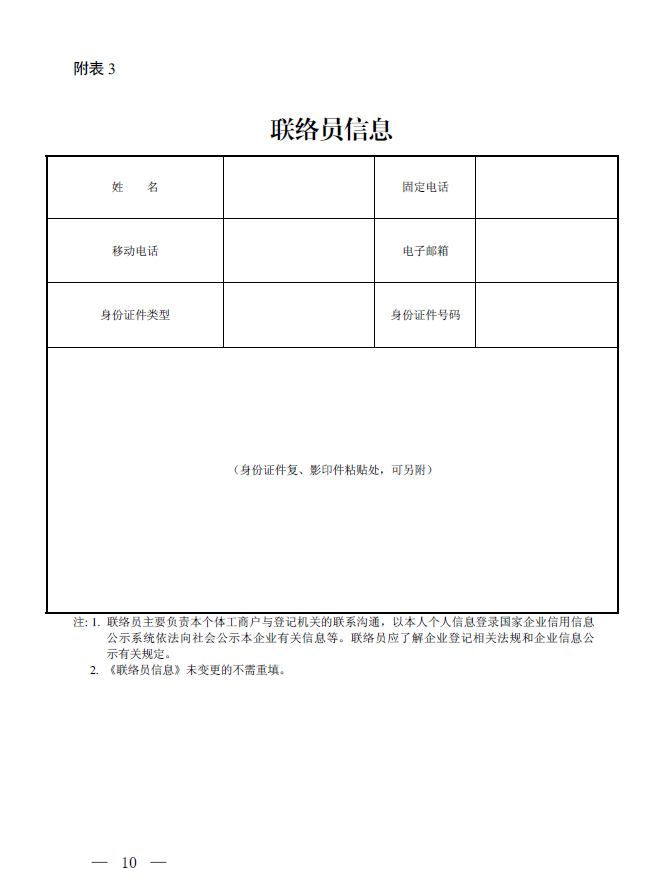 附表 3
联络员信息
姓 名
固定电话
移动电话
电子邮箱
身份证件类型
身份证件号码
（身份证件复、影印件粘贴处，可另附）
注: 1. 联络员主要负责本个体工商户与登记机关的联系沟通，以本人个人信息登录国家企业信用信息
公示系统依法向社会公示本企业有关信息等。联络员应了解企业登记相关法规和企业信息公
示有关规定。
2. 《联络员信息》未变更的不需重填。
— 10 —